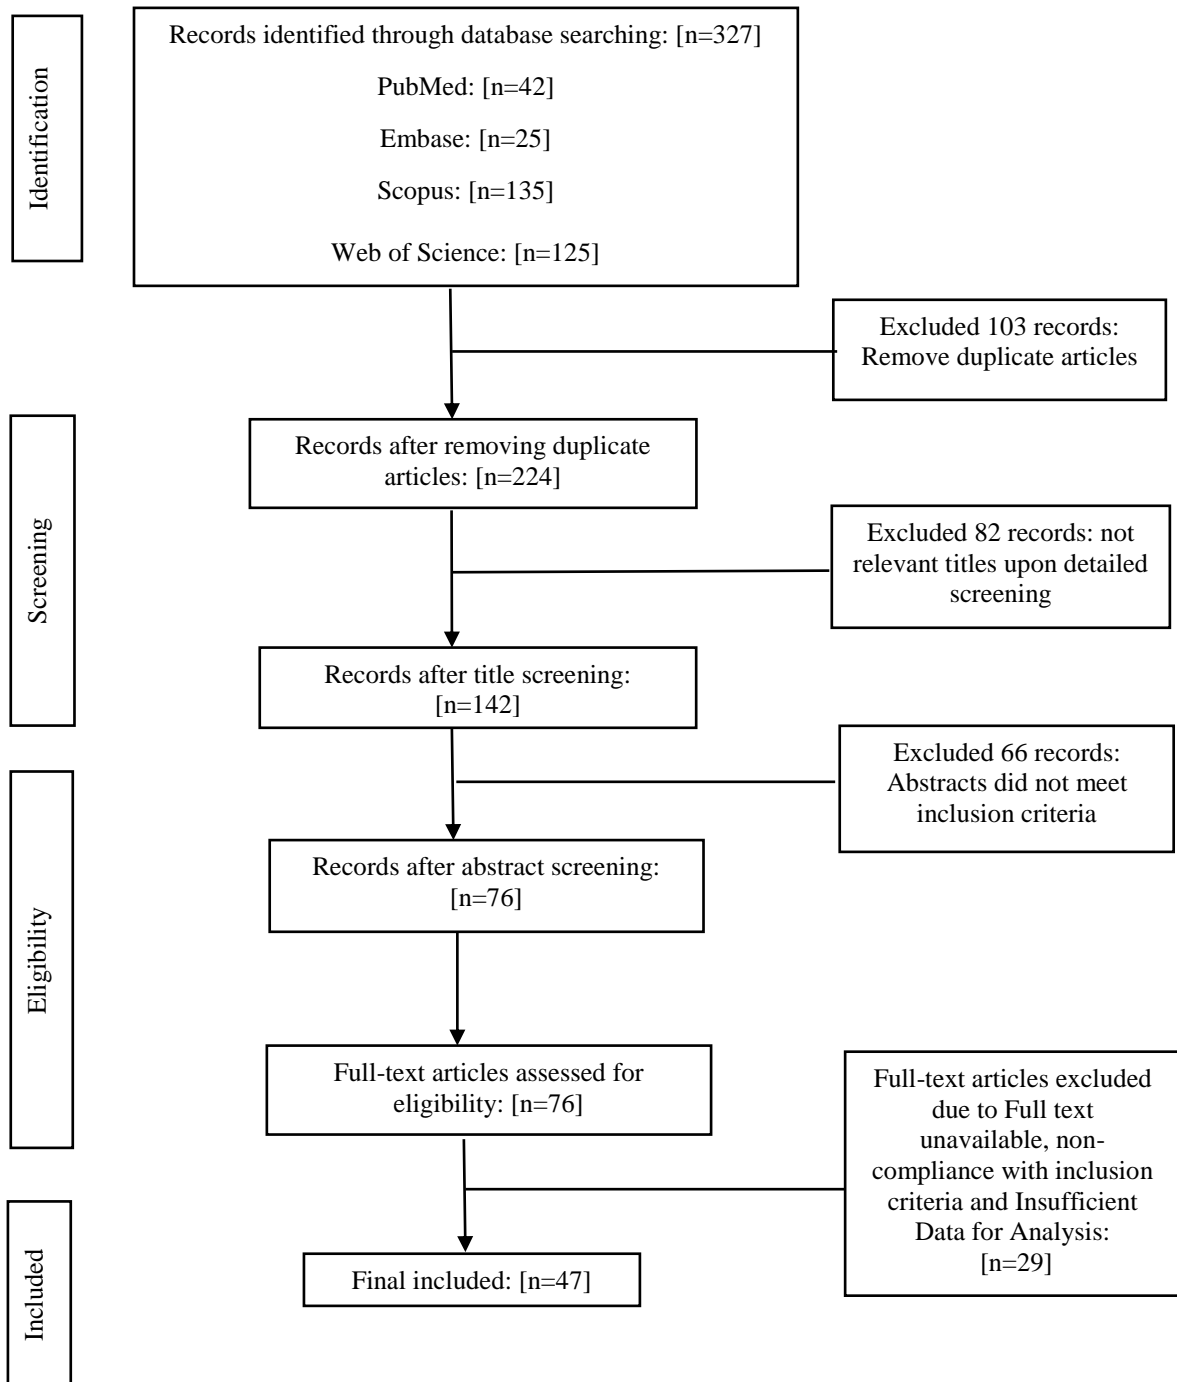 Identification
Records identified through database searching: [n=327]
PubMed: [n=42]
Embase: [n=25]
Scopus: [n=135]
Web of Science: [n=125]
Excluded 103 records:
Remove duplicate articles
Screening
Records after removing duplicate
articles: [n=224]
Excluded 82 records: not
relevant titles upon detailed
screening
Records after title screening:
[n=142]
Excluded 66 records:
Abstracts did not meet
inclusion criteria
Eligibility
Records after abstract screening:
[n=76]
Full-text articles assessed for
eligibility: [n=76]
Full-text articles excluded
due to Full text
unavailable, non-
compliance with inclusion
criteria and Insufficient
Data for Analysis:
[n=29]
Included
Final included: [n=47]